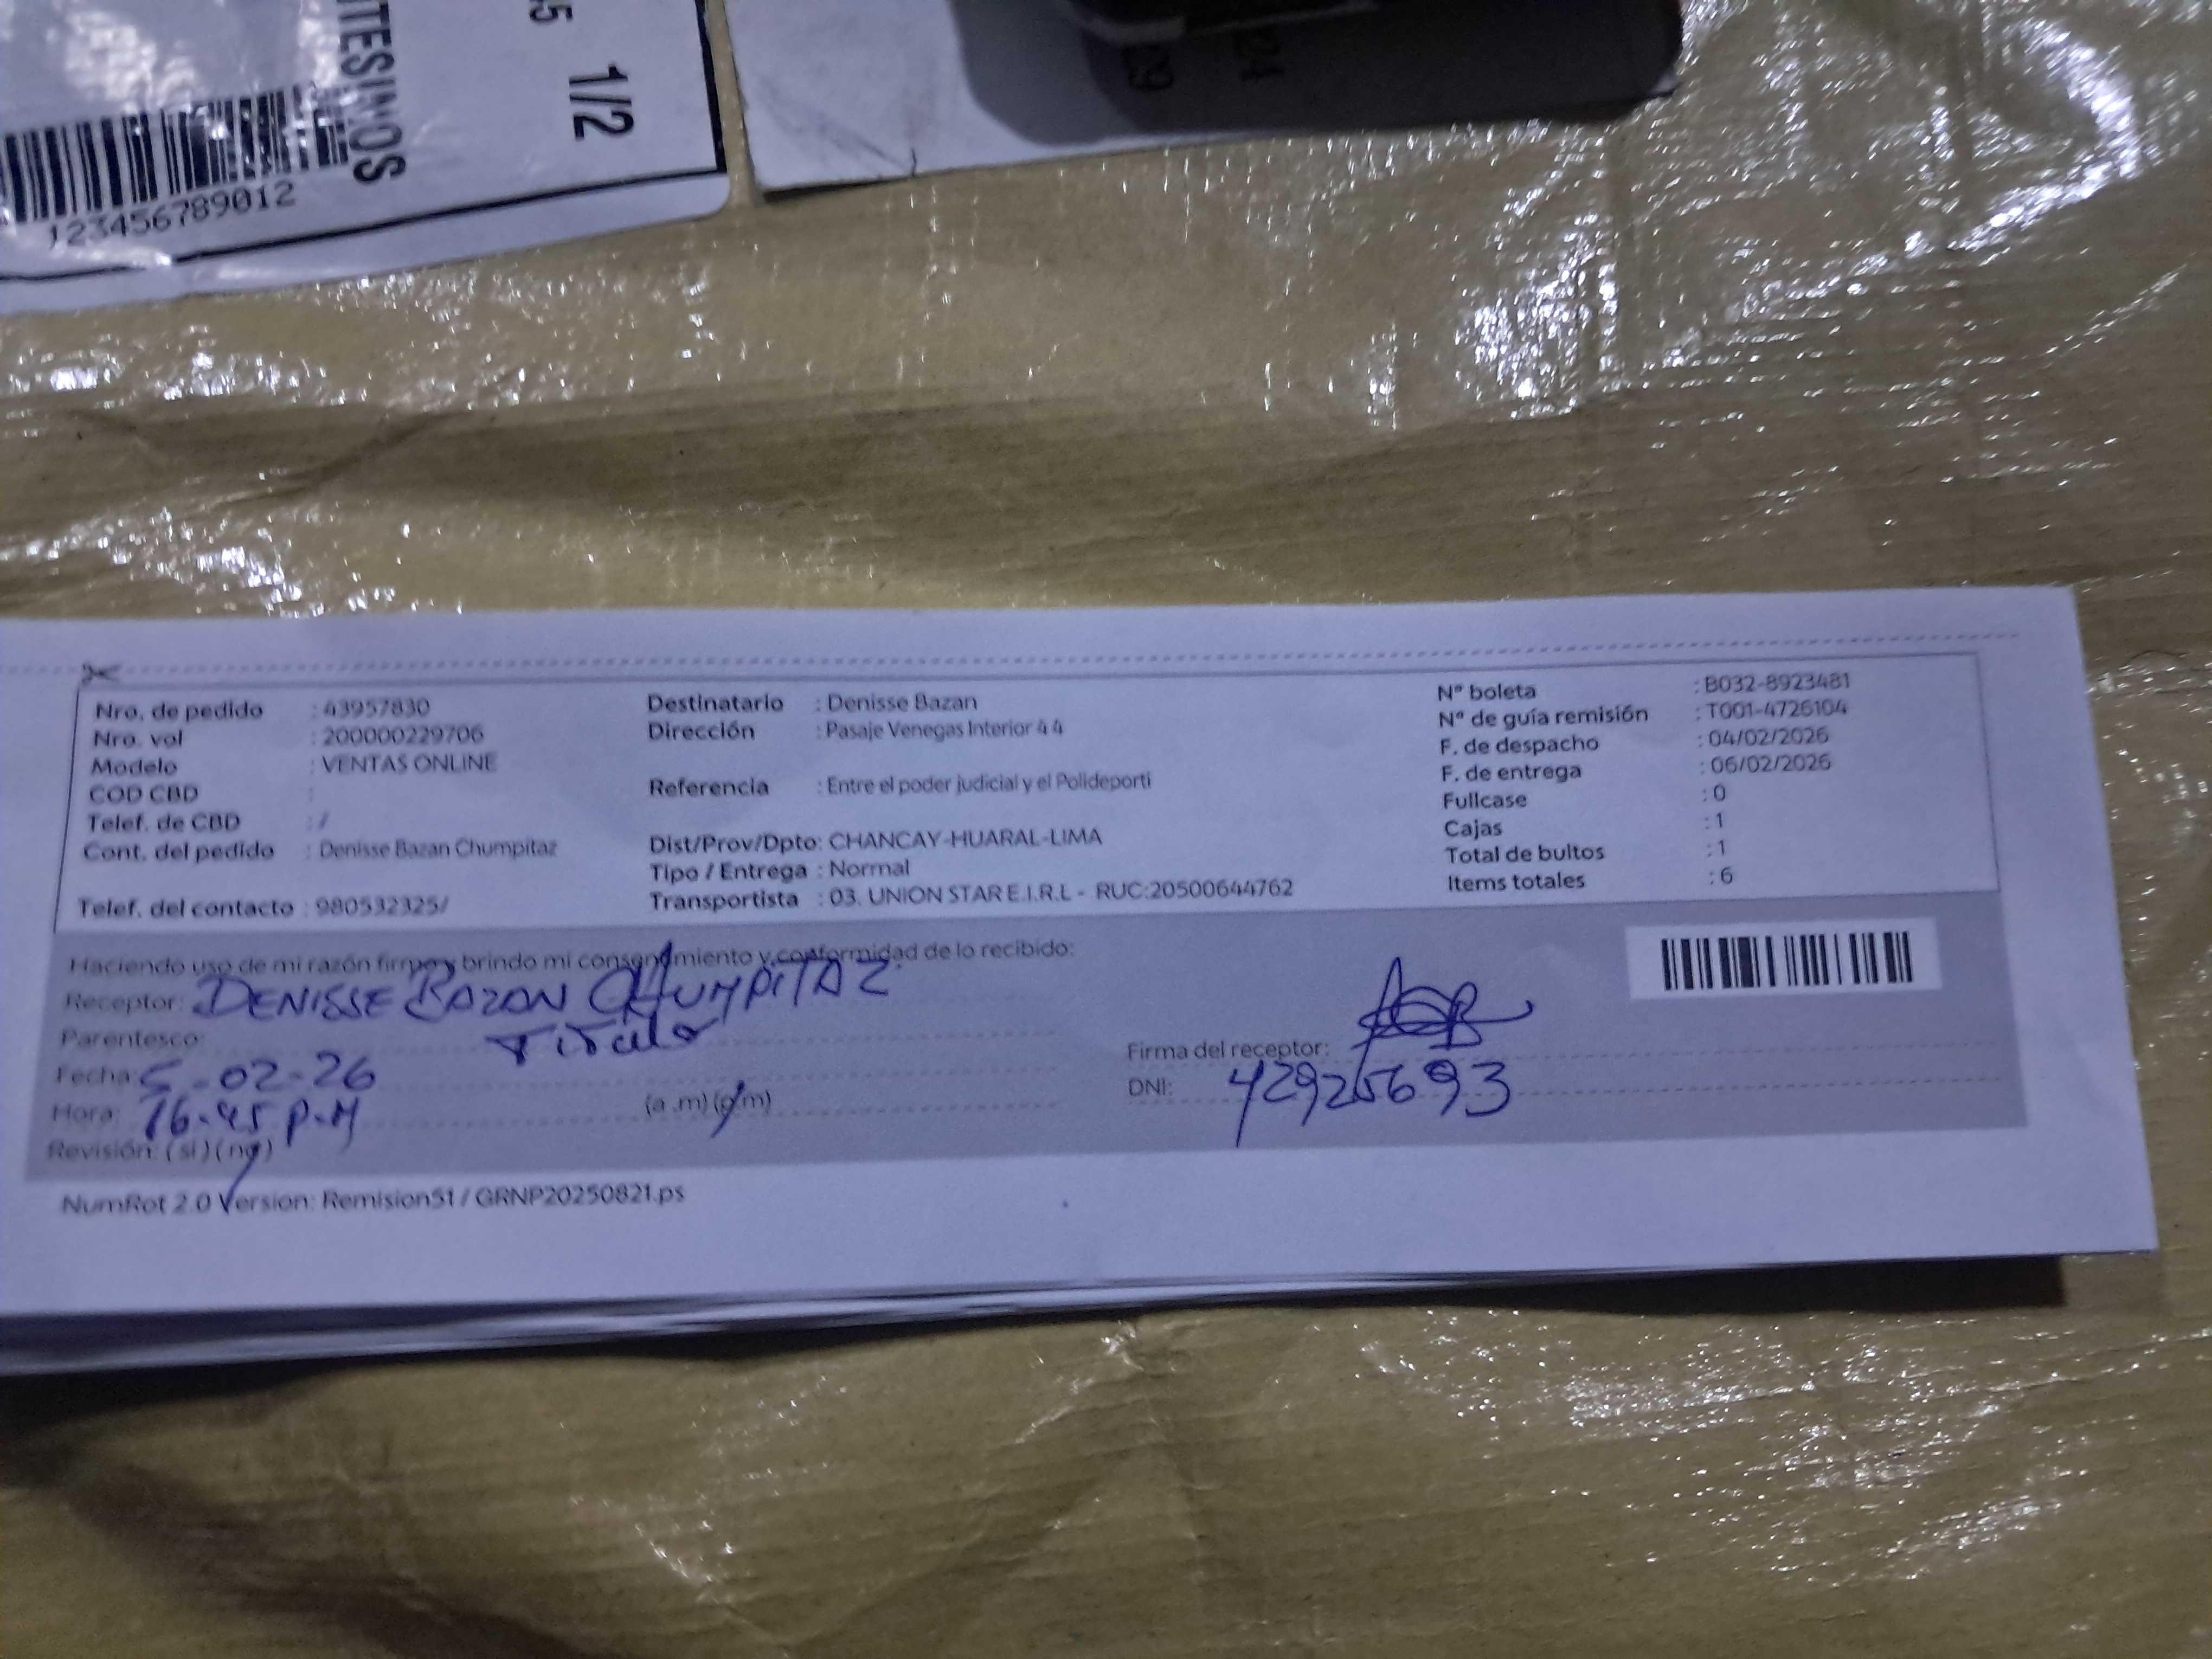 TESINOS
1/2
123456789012
Nro. de pedido : 43957830
Nro. vol : 200000229706
Modelo : VENTAS ONLINE
COD CBD :
Telef. de CBD : /
Cont. del pedido : Denisse Bazan Chumpitaz
Telef. del contacto : 980532325/
Destinatario : Denisse Bazan
Dirección : Pasaje Venegas Interior 4 4
Referencia : Entre el poder judicial y el Polideporti
Dist/Prov/Dpto: CHANCAY-HUARAL-LIMA
Tipo / Entrega : Normal
Transportista : 03. UNION STAR E.I.R.L - RUC:20500644762
N° boleta : B032-8923481
N° de guía remisión : T001-4726104
F. de despacho : 04/02/2026
F. de entrega : 06/02/2026
Fullcase : 0
Cajas : 1
Total de bultos : 1
Items totales : 6
Haciendo uso de mi razón firmo y brindo mi consentimiento y conformidad de lo recibido:
Receptor: DENISSE BAZAN CHUMPITAZ
Parentesco: Titular
Fecha: 5-02-26
Hora: 16-45 P.M (a.m) (p.m)
Revisión: (si) (no)
Firma del receptor:
DNI: 42925693
NumRot 2.0 Version: Remision51 / GRNP20250821.ps